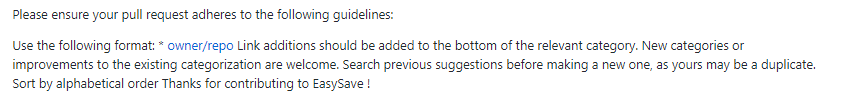 Please ensure your pull request adheres to the following guidelines:
Use the following format: * owner/repo Link additions should be added to the bottom of the relevant category. New categories or
improvements to the existing categorization are welcome. Search previous suggestions before making a new one, as yours may be a duplicate.
Sort by alphabetical order Thanks for contributing to EasySave !